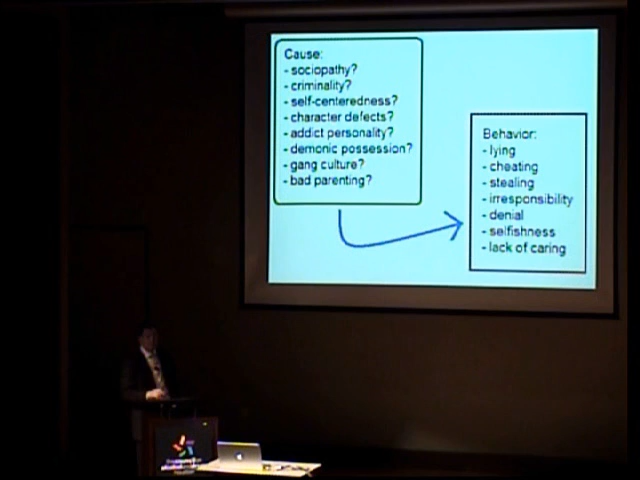 Cause:
- sociopathy?
- criminality?
- self-centeredness?
- character defects?
- addict personality?
- demonic possession?
- gang culture?
- bad parenting?
Behavior:
- lying
- cheating
- stealing
- irresponsibility
- denial
- selfishness
- lack of caring